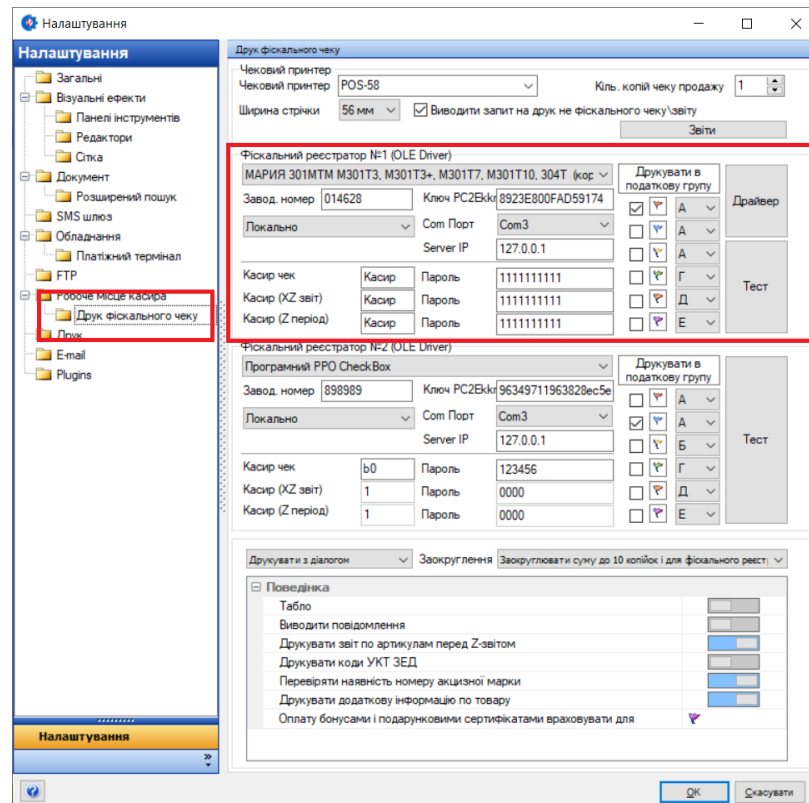 Налаштування
Налаштування
Загальні
Візуальні ефекти
Панелі інструментів
Редактори
Сітка
Документ
Розширений пошук
SMS шлюз
Обладнання
Платіжний термінал
FTP
Робоче місце касира
Друк фіскального чеку
Друк
E-mail
Plugins
Налаштування
Друк фіскального чеку
Чековий принтер
Чековий принтер POS-58 Кіль. копій чеку продажу 1
Ширина стрічки 56 мм Виводити запит на друк не фіскального чеку\звіту
Звіти
Фіскальний реєстратор №1 (OLE Driver)
МАРИЯ 301МТМ М301Т3, М301Т3+, М301Т7, М301Т10, 304Т (кор
Друкувати в додаткову групу
Драйвер
Завод. номер 014628 Ключ PC2Ekkr 8923E800FAD59174 А
Локально Com Порт Com3 А
Server IP 127.0.0.1 А
Тест
Касир чек Касир Пароль 1111111111 Г
Касир (XZ звіт) Касир Пароль 1111111111 Д
Касир (Z період) Касир Пароль 1111111111 Е
Фіскальний реєстратор №2 (OLE Driver)
Програмний РРО CheckBox
Друкувати в додаткову групу
Завод. номер 898989 Ключ PC2Ekkr 96349711963828ec5e А
Локально Com Порт Com3 А
Server IP 127.0.0.1 Б
Тест
Касир чек b0 Пароль 123456 Г
Касир (XZ звіт) 1 Пароль 0000 Д
Касир (Z період) 1 Пароль 0000 Е
Друкувати з діалогом Заокруглення Заокруглювати суму до 10 копійок і для фіскального реєстр
Поведінка
Табло
Виводити повідомлення
Друкувати звіт по артикулам перед Z-звітом
Друкувати коди УКТ ЗЕД
Перевіряти наявність номеру акцизної марки
Друкувати додаткову інформацію по товару
Оплату бонусами і подарунковими сертифікатами враховувати для
OK Скасувати